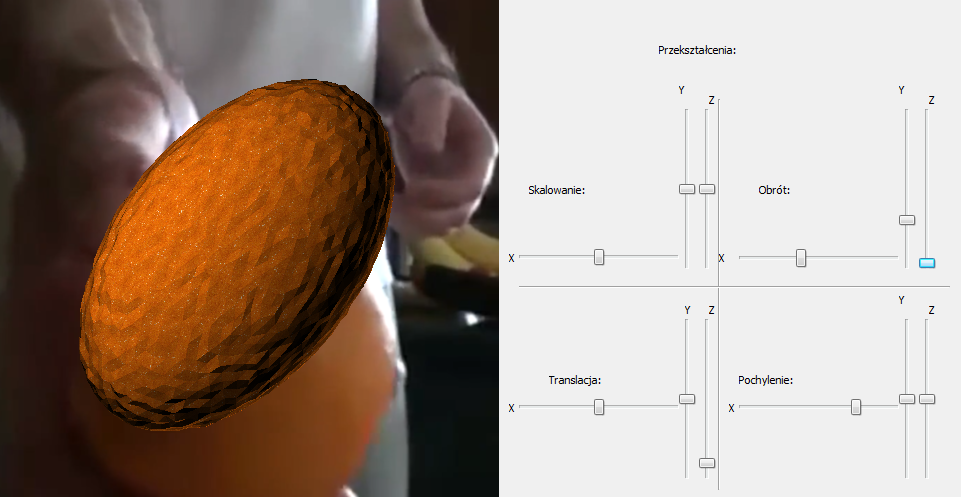 Przekształcenia:
Y
Z
Skalowanie:
X
Y
Z
Obrót:
X
Y
Z
Translacja:
X
Y
Z
Pochylenie:
X